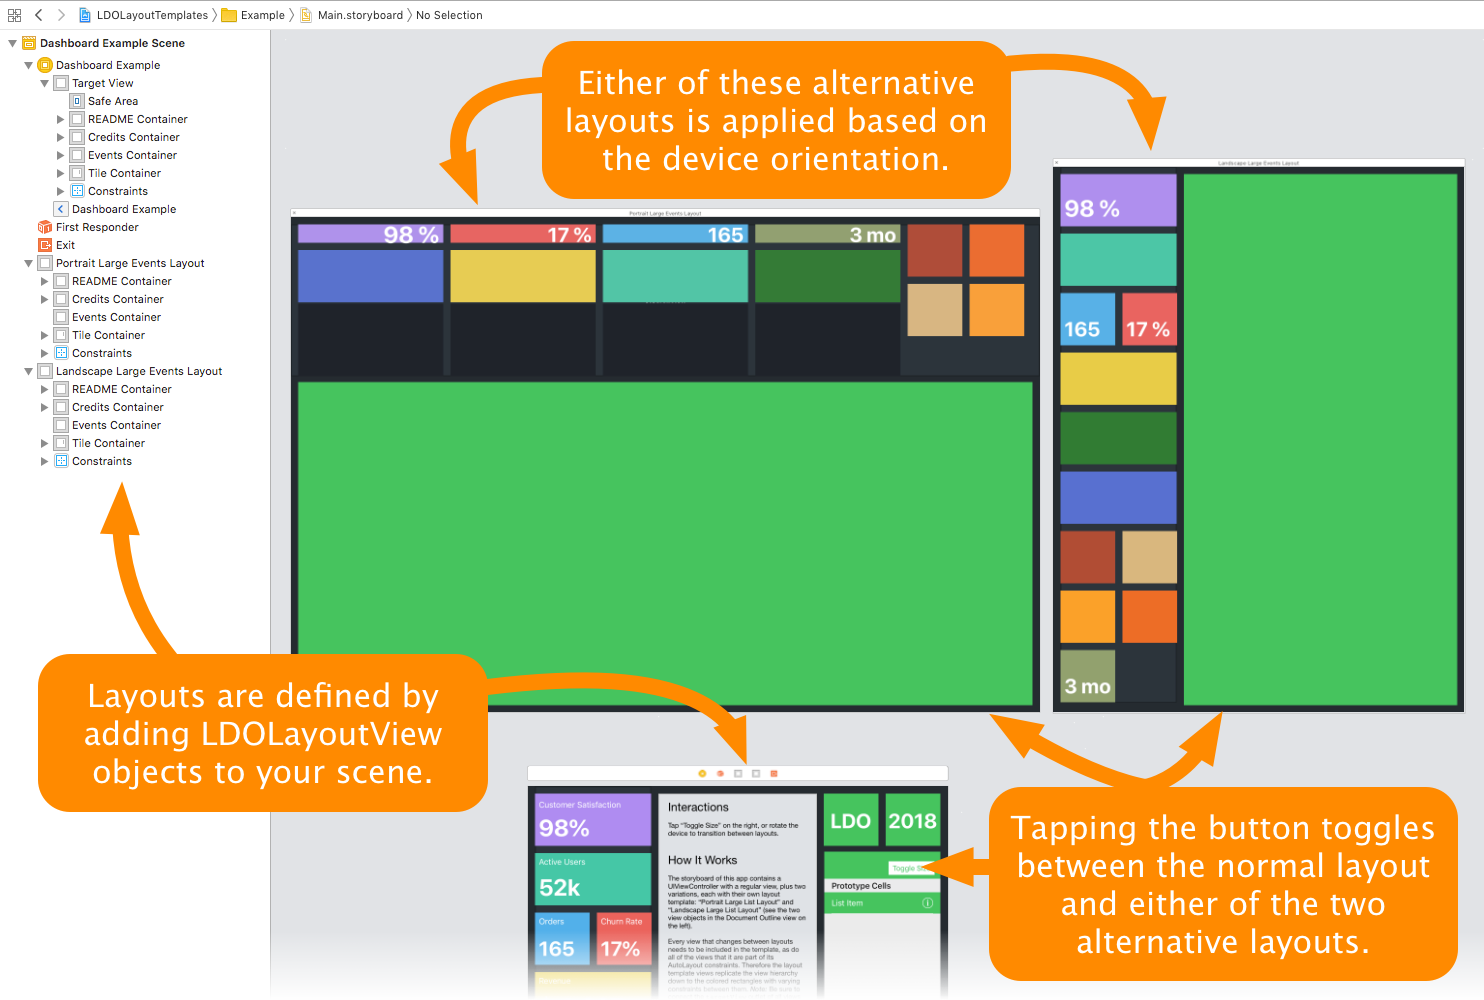 LDOLayoutTemplates
Example
Main.storyboard
No Selection
Dashboard Example Scene
Dashboard Example
Target View
Safe Area
README Container
Credits Container
Events Container
Tile Container
Constraints
Dashboard Example
First Responder
Exit
Portrait Large Events Layout
README Container
Credits Container
Events Container
Tile Container
Constraints
Landscape Large Events Layout
README Container
Credits Container
Events Container
Tile Container
Constraints
Either of these alternative
layouts is applied based on
the device orientation.
Portrait Large Events Layout
98 %
17 %
165
3 mo
Landscape Large Events Layout
98 %
165
17 %
3 mo
Layouts are defined by
adding LDOLayoutView
objects to your scene.
Customer Satisfaction
98%
Active Users
52k
Orders
165
Churn Rate
17%
Interactions
Tap "Toggle Size" on the right, or rotate the
device to transition between layouts.
How It Works
The storyboard of this app contains a
UIViewController with a regular view, plus two
variations, each with their own layout
template: "Portrait Large List Layout" and
"Landscape Large List Layout" (see the two
view objects in the Document Outline view on
the left).
Every view that changes between layouts
needs to be included in the template, as do
all of the views that it are part of its
AutoLayout constraints. Therefore the layout
template views replicate the view hierarchy
down to the colored rectangles with varying
constraints between them. Note: Be sure to
LDO
2018
Toggle
Prototype Cells
List Item
Tapping the button toggles
between the normal layout
and either of the two
alternative layouts.